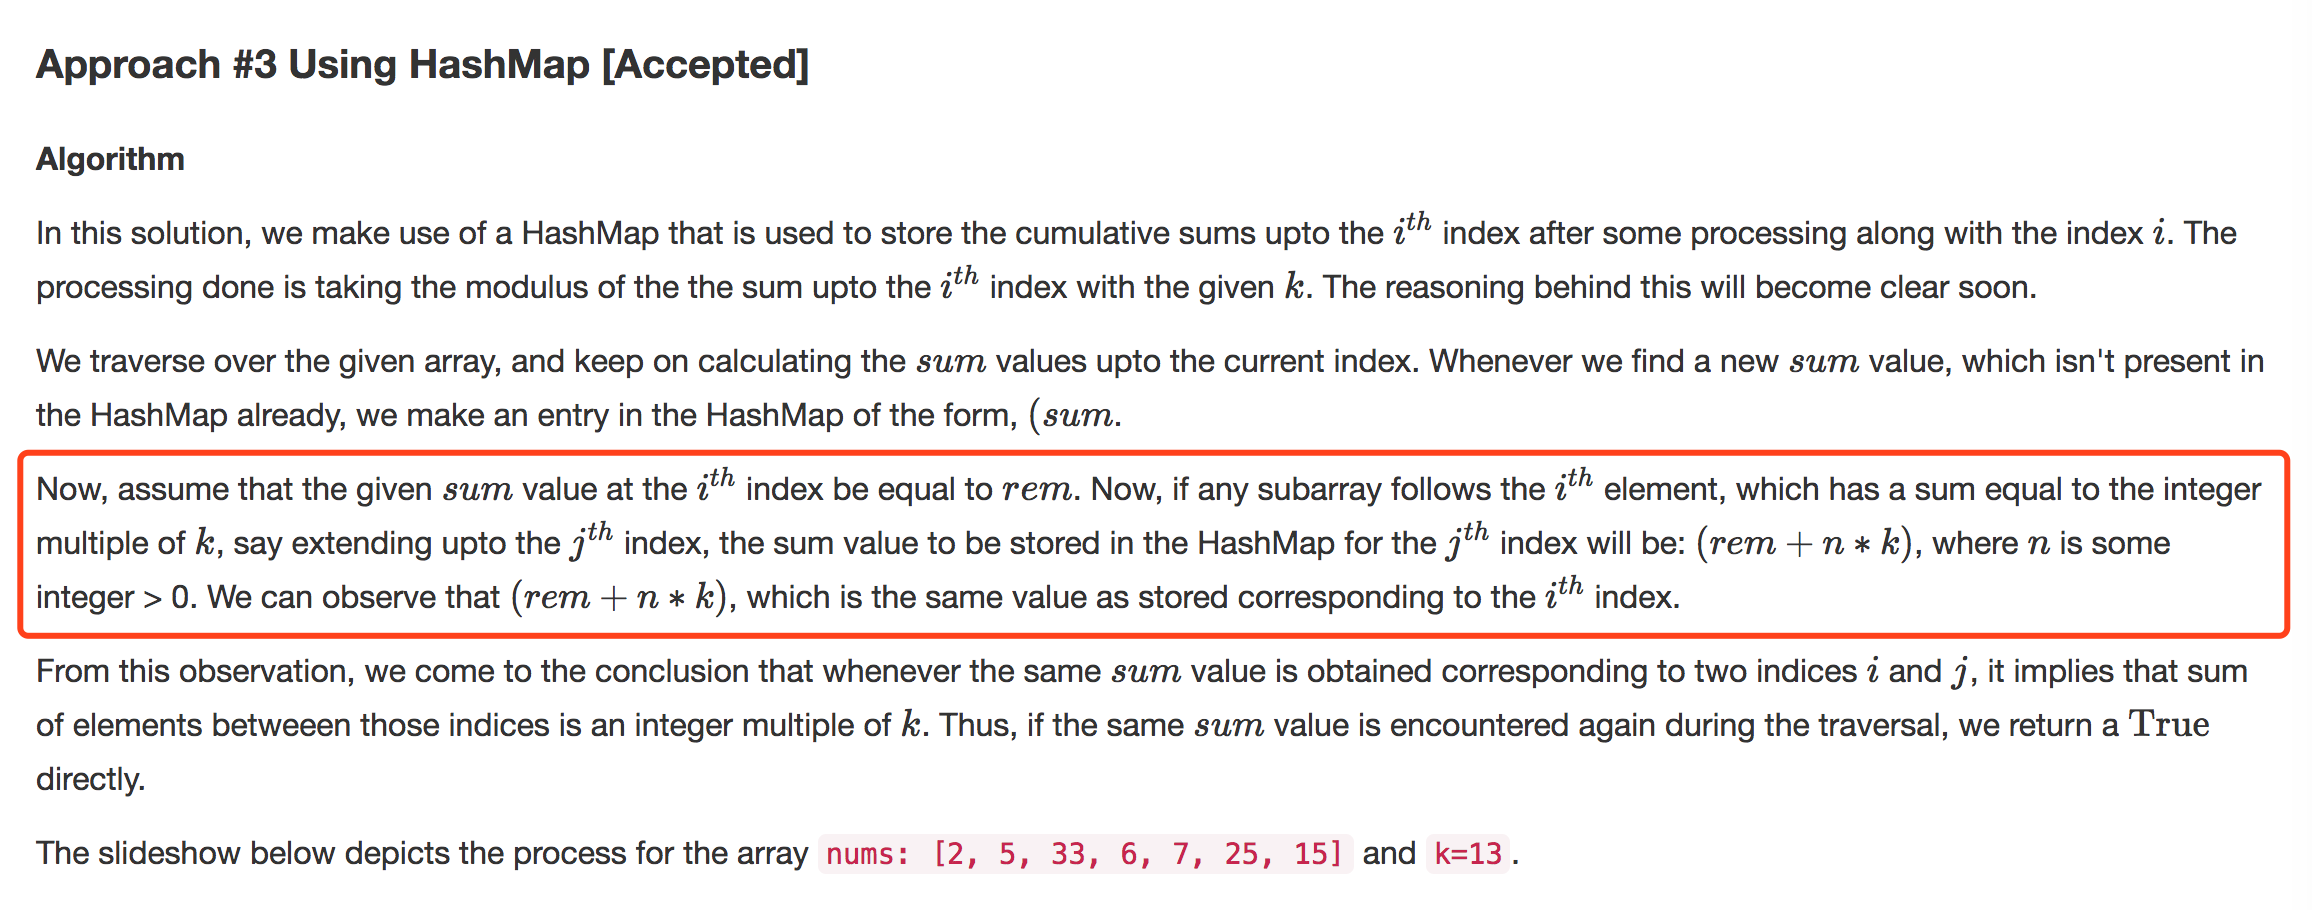 Approach #3 Using HashMap [Accepted]
Algorithm
In this solution, we make use of a HashMap that is used to store the cumulative sums upto the i^{th} index after some processing along with the index i. The
processing done is taking the modulus of the the sum upto the i^{th} index with the given k. The reasoning behind this will become clear soon.
We traverse over the given array, and keep on calculating the sum values upto the current index. Whenever we find a new sum value, which isn't present in
the HashMap already, we make an entry in the HashMap of the form, (sum.
Now, assume that the given sum value at the i^{th} index be equal to rem. Now, if any subarray follows the i^{th} element, which has a sum equal to the integer
multiple of k, say extending upto the j^{th} index, the sum value to be stored in the HashMap for the j^{th} index will be: (rem + n * k), where n is some
integer > 0. We can observe that (rem + n * k), which is the same value as stored corresponding to the i^{th} index.
From this observation, we come to the conclusion that whenever the same sum value is obtained corresponding to two indices i and j, it implies that sum
of elements betweeen those indices is an integer multiple of k. Thus, if the same sum value is encountered again during the traversal, we return a True
directly.
The slideshow below depicts the process for the array nums: [2, 5, 33, 6, 7, 25, 15] and k=13.